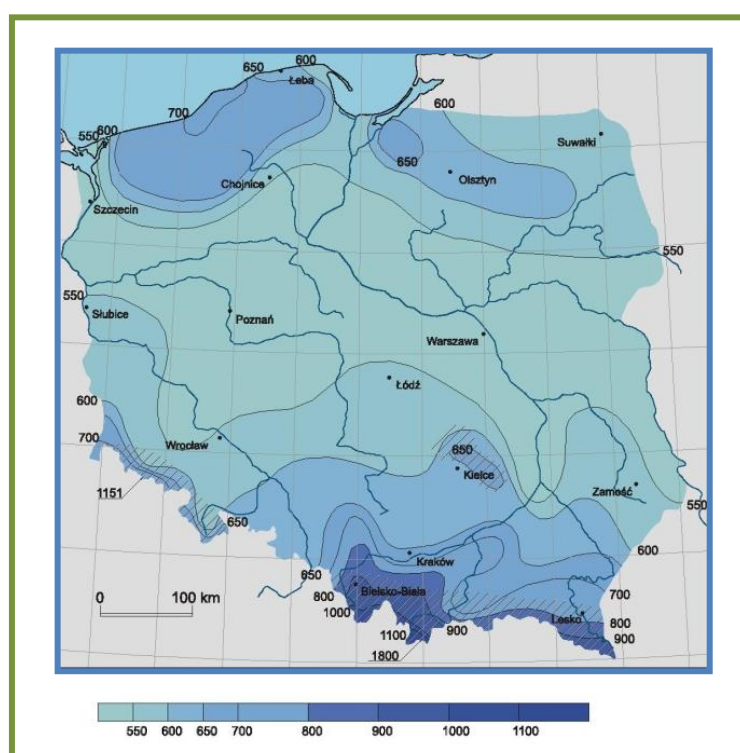 650
600
Łeba
700
600
550
600
Suwałki
650
Chojnice
Olsztyn
Szczecin
550
550
Słubice
Poznań
Warszawa
Łódź
600
700
Wrocław
650
Kielce
1151
Zamość
550
650
600
Kraków
650
800
Bielsko-Biała
700
0 100 km
1000
Lesko
800
1100
900
900
1800
550 600 650 700 800 900 1000 1100